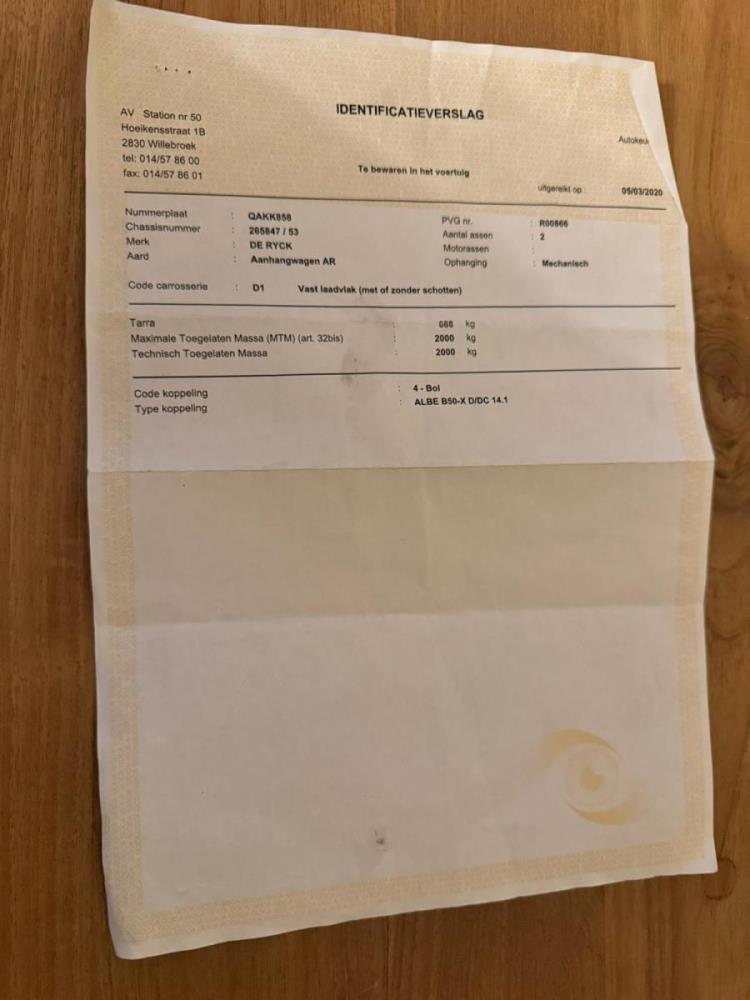 IDENTIFICATIEVERSLAG
AV Station nr 50
Hoeikensstraat 1B
2830 Willebroek
tel: 014/57 86 00
fax: 014/57 86 01
Te bewaren in het voertuig
uitgereikt op : 05/03/2020
Nummerplaat : QAKK858
Chassisnummer : 265847 / 53
Merk : DE RYCK
Aard : Aanhangwagen AR
PVG nr. : R00866
Aantal assen : 2
Motorassen :
Ophanging : Mechanisch
Code carrosserie : D1 Vast laadvlak (met of zonder schotten)
Tarra : kg
Maximale Toegelaten Massa (MTM) (art. 32bis) : 2000 kg
Technisch Toegelaten Massa : 2000 kg
Code koppeling : 4 - Bol
Type koppeling : ALBE B50-X D/DC 14.1